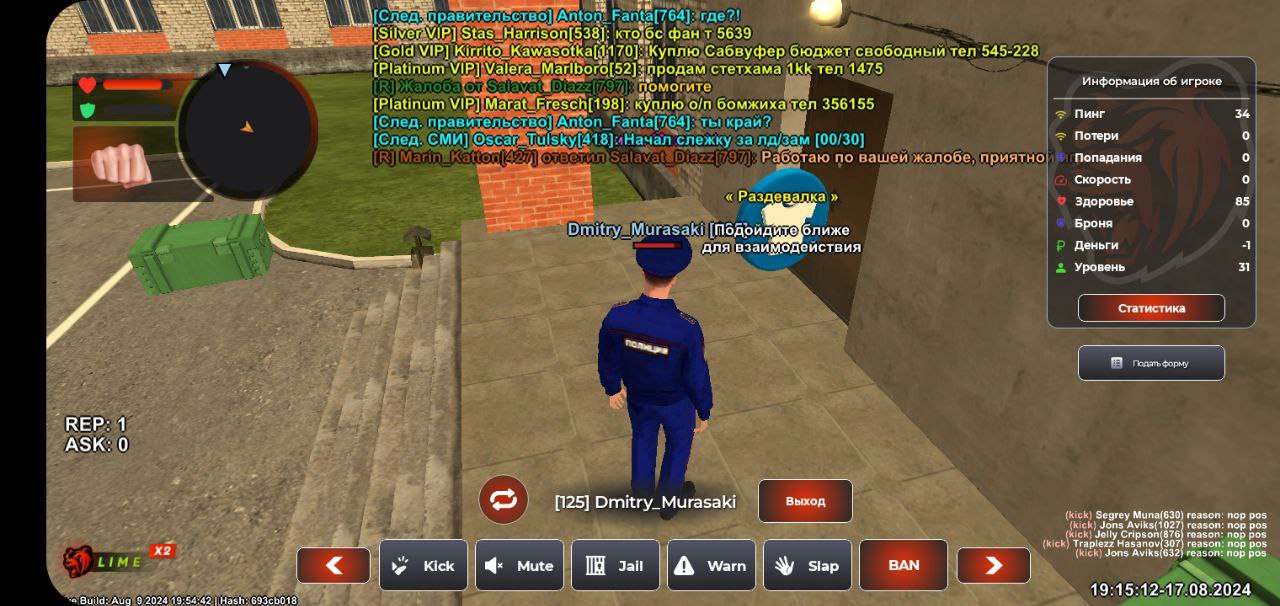 [След. правительство] Anton_Fanta[764]: где?!
[Silver VIP] Stas_Harrison[538]: кто бс фан т 5639
[Gold VIP] Kirrito_Kawasotka[1170]: Куплю Сабвуфер бюджет свободный тел 545-228
[Platinum VIP] Valera_Marlboro[52]: продам стетхама 1kk тел 1475
[R] Жалоба от Salavat_Diazz[797]: помогите
[Platinum VIP] Marat_Fresch[198]: куплю о/п бомжиха тел 356155
[След. правительство] Anton_Fanta[764]: ты край?
[След. СМИ] Oscar_Tulsky[418]: Начал слежку за лд/зам [00/30]
[R] Marin_Katton[427] ответил Salavat_Diazz[797]: Работаю по вашей жалобе, приятно
Информация об игроке
Пинг 34
Потери 0
Попадания 0
Скорость 0
Здоровье 85
Броня 0
Деньги -1
Уровень 31
Статистика
Подать форму
« Раздевалка »
Dmitry_Murasaki
Подойдите ближе
для взаимодействия
ПОЛИЦИЯ
REP: 1
ASK: 0
[125] Dmitry_Murasaki
Выход
(kick) Segrey Muna(630) reason: nop pos
(kick) Jons Aviks(1027) reason: nop pos
(kick) Jelly Cripson(876) reason: nop pos
(kick) Traplezz Hasanov(307) reason: nop pos
(kick) Jons Aviks(632) reason: nop pos
LIME X2
Kick
Mute
Jail
Warn
Slap
BAN
19:15:12-17.08.2024
Build: Aug 9 2024 19:54:42 | Hash: 693cb018